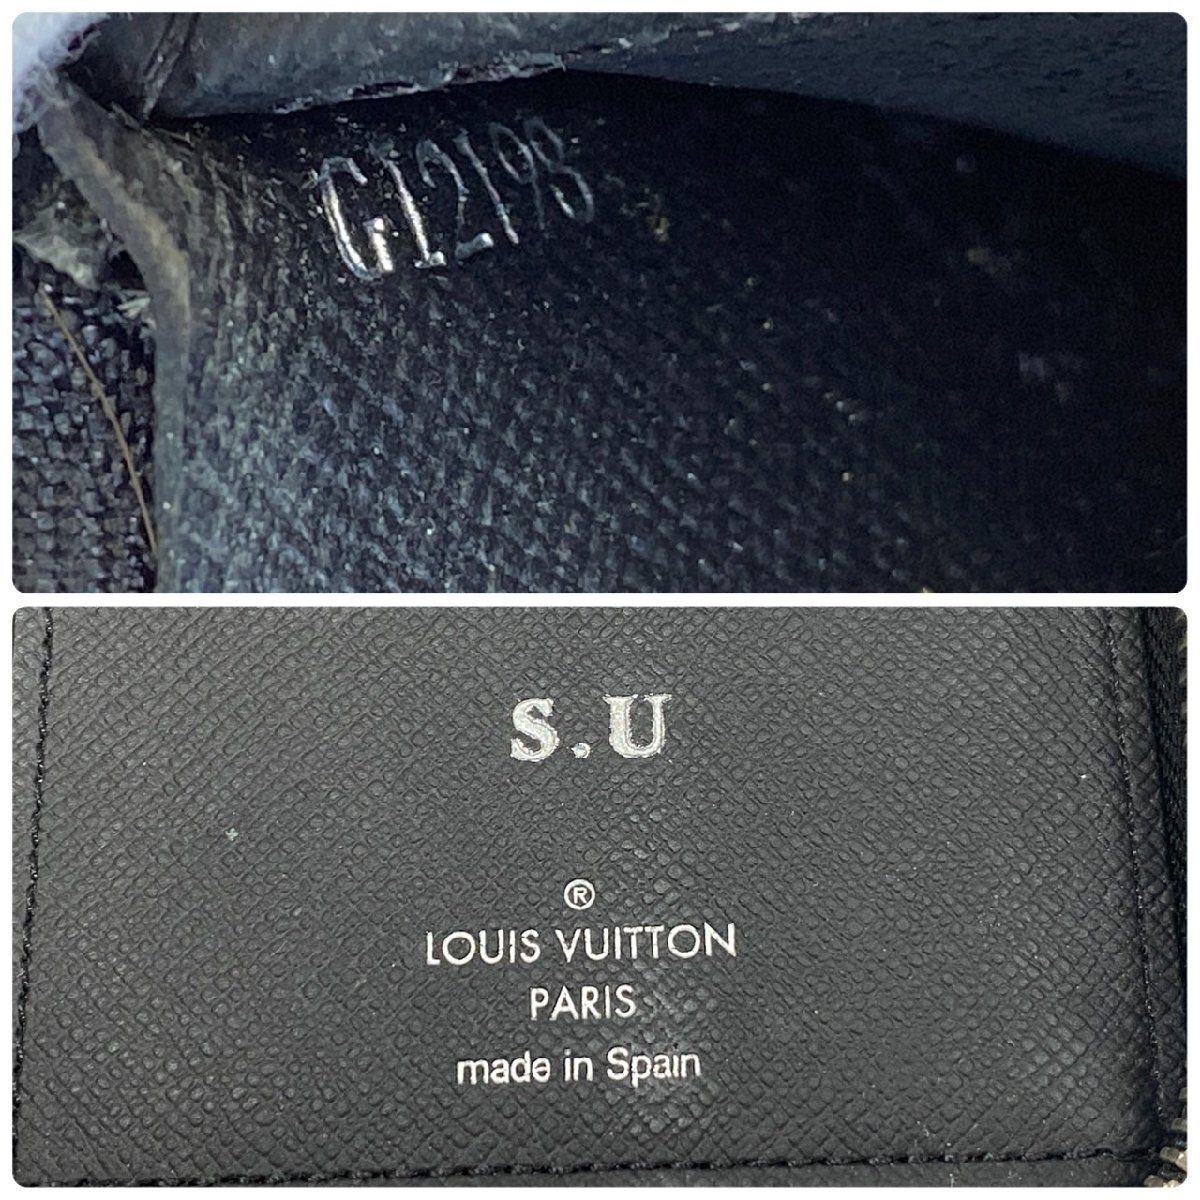 GI2198
S.U
®
LOUIS VUITTON
PARIS
made in Spain